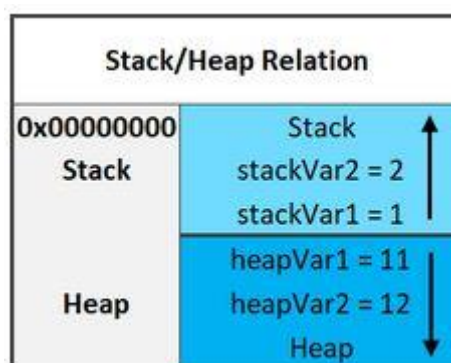 Stack/Heap Relation
0x00000000 Stack
Stack stackVar2 = 2
stackVar1 = 1
heapVar1 = 11
Heap heapVar2 = 12
Heap